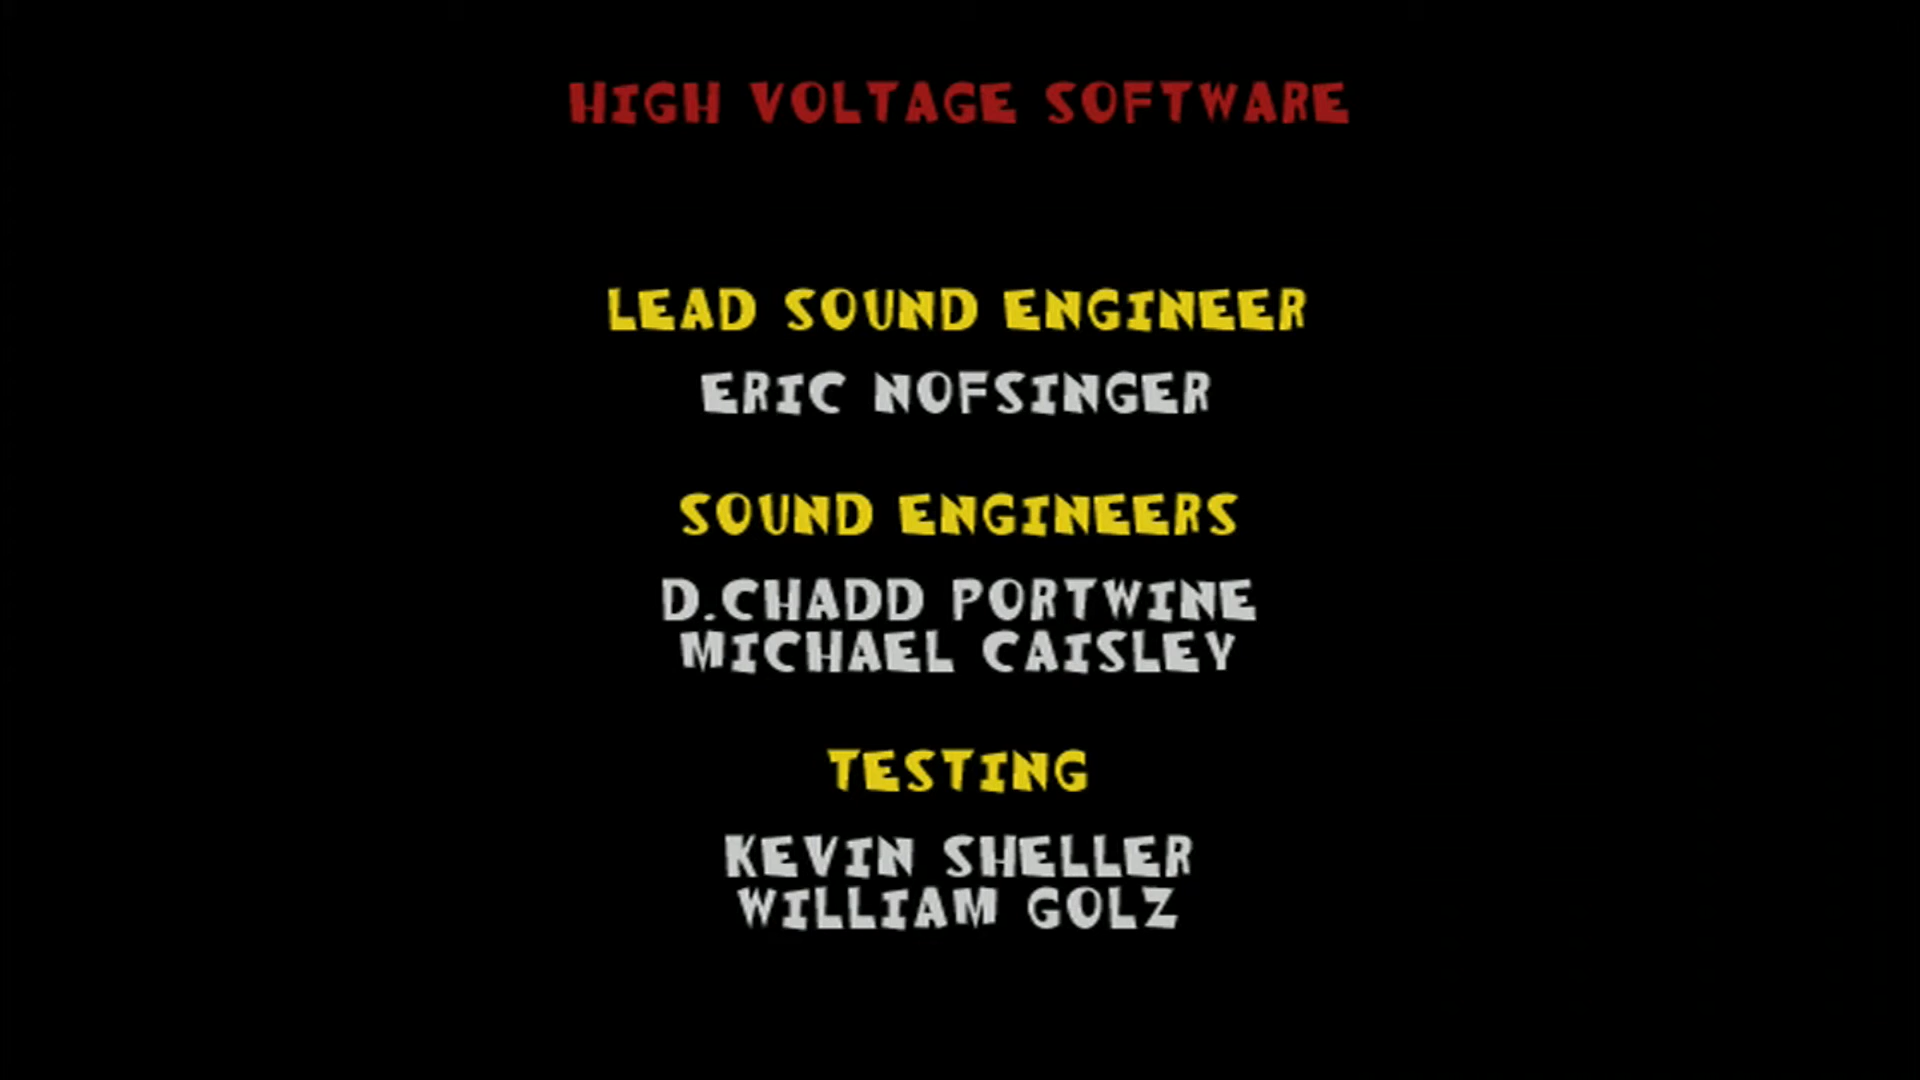 HIGH VOLTAGE SOFTWARE
LEAD SOUND ENGINEER
ERIC NOFSINGER
SOUND ENGINEERS
D.CHADD PORTWINE
MICHAEL CAISLEY
TESTING
KEVIN SHELLER
WILLIAM GOLZ